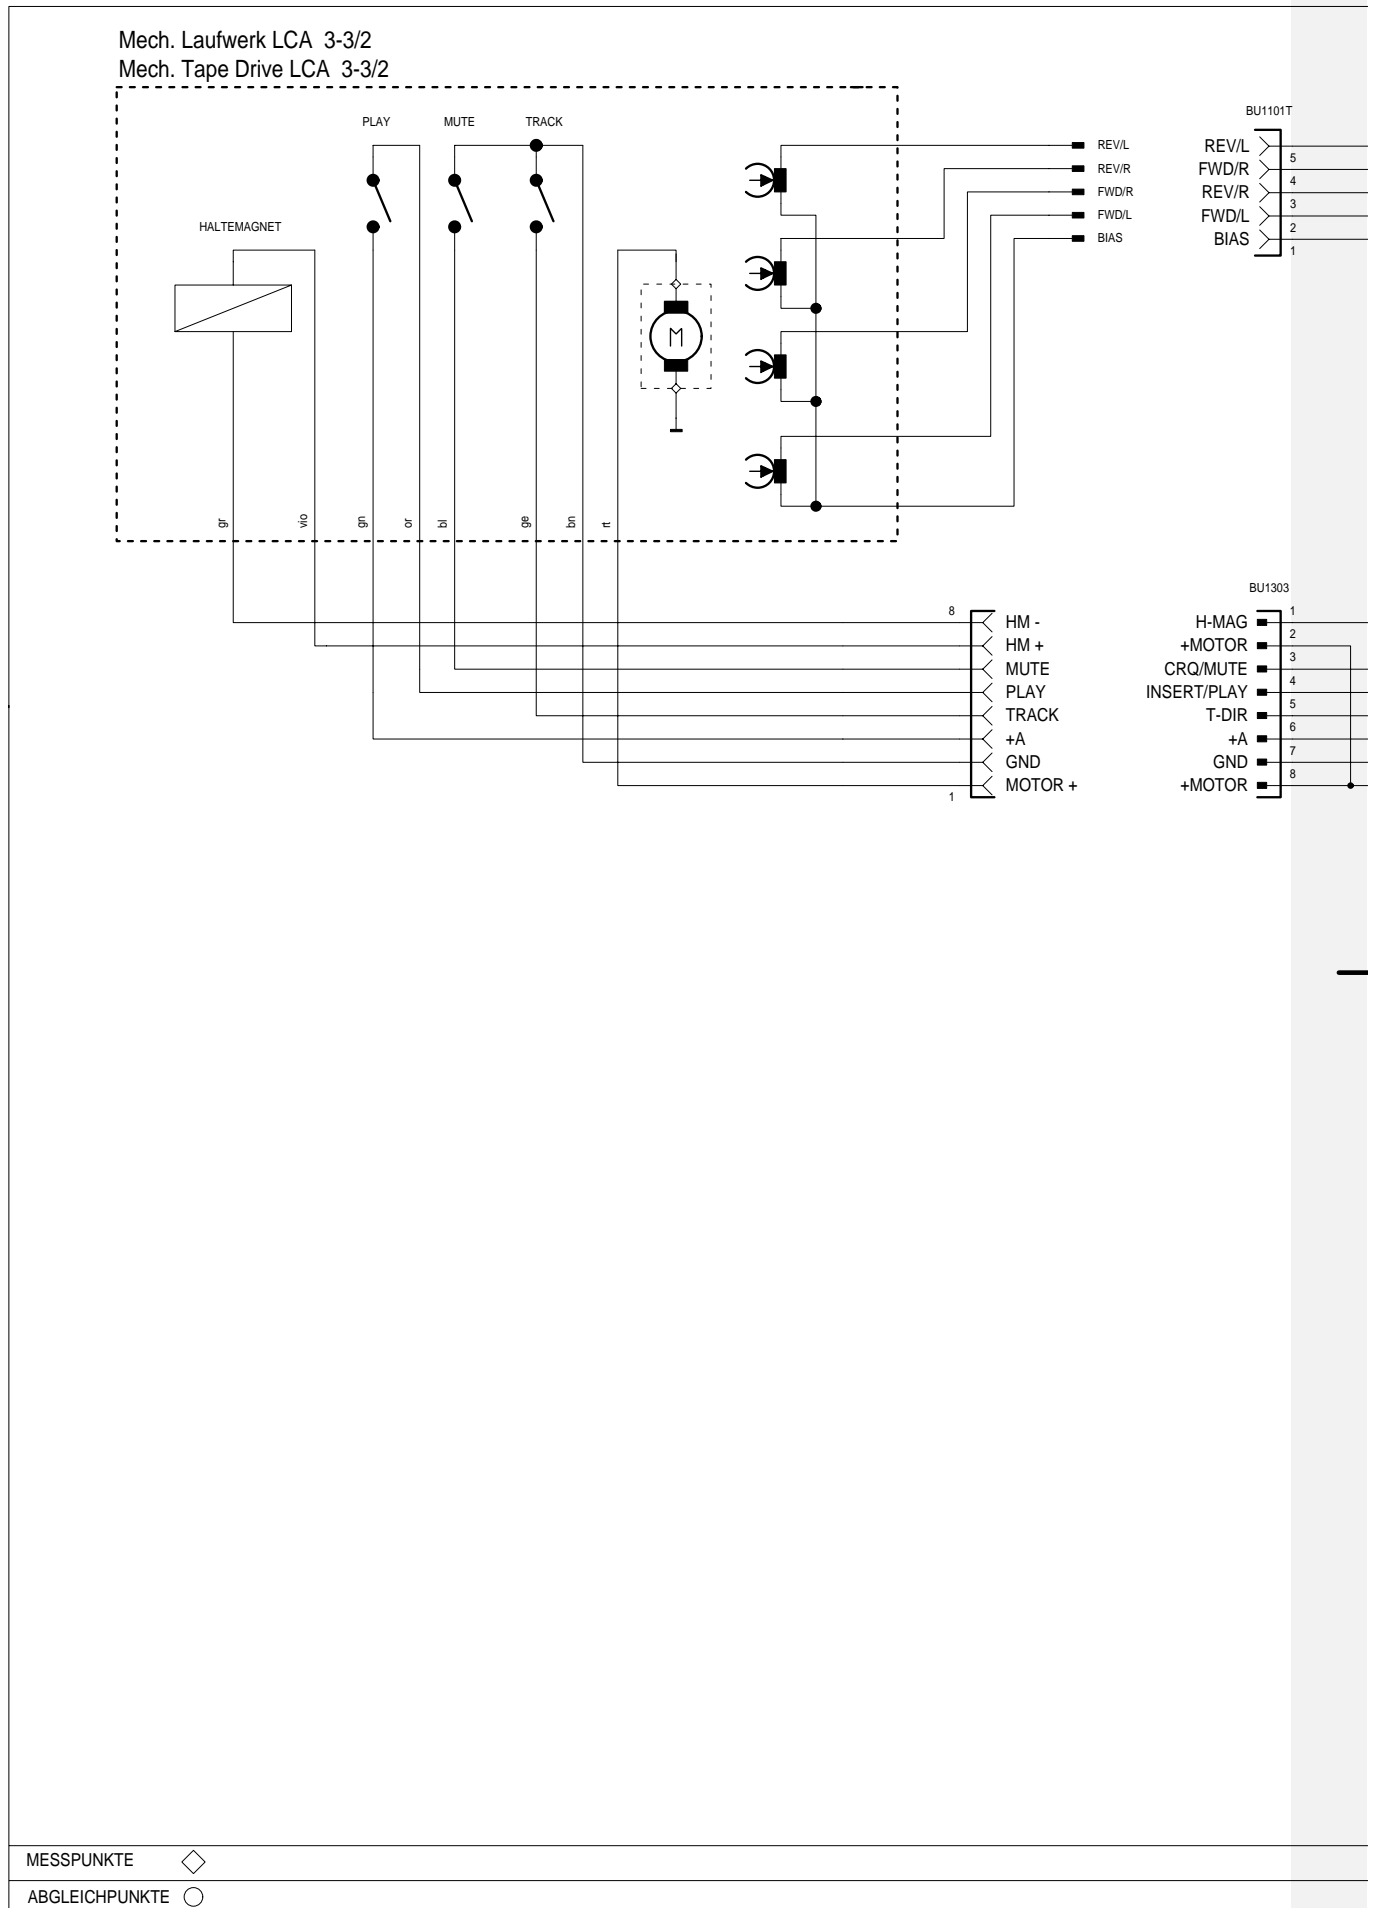 Mech. Laufwerk LCA 3-3/2
Mech. Tape Drive LCA 3-3/2
PLAY
MUTE
TRACK
HALTEMAGNET
M
gr
vio
gn
or
bl
ge
bn
rt
REV/L
REV/R
FWD/R
FWD/L
BIAS
BU1101T
REV/L
5
FWD/R
4
REV/R
3
FWD/L
2
BIAS
1
8
HM -
HM +
MUTE
PLAY
TRACK
+A
GND
MOTOR +
1
BU1303
1
H-MAG
2
+MOTOR
3
CRQ/MUTE
4
INSERT/PLAY
5
T-DIR
6
+A
7
GND
8
+MOTOR
MESSPUNKTE
ABGLEICHPUNKTE